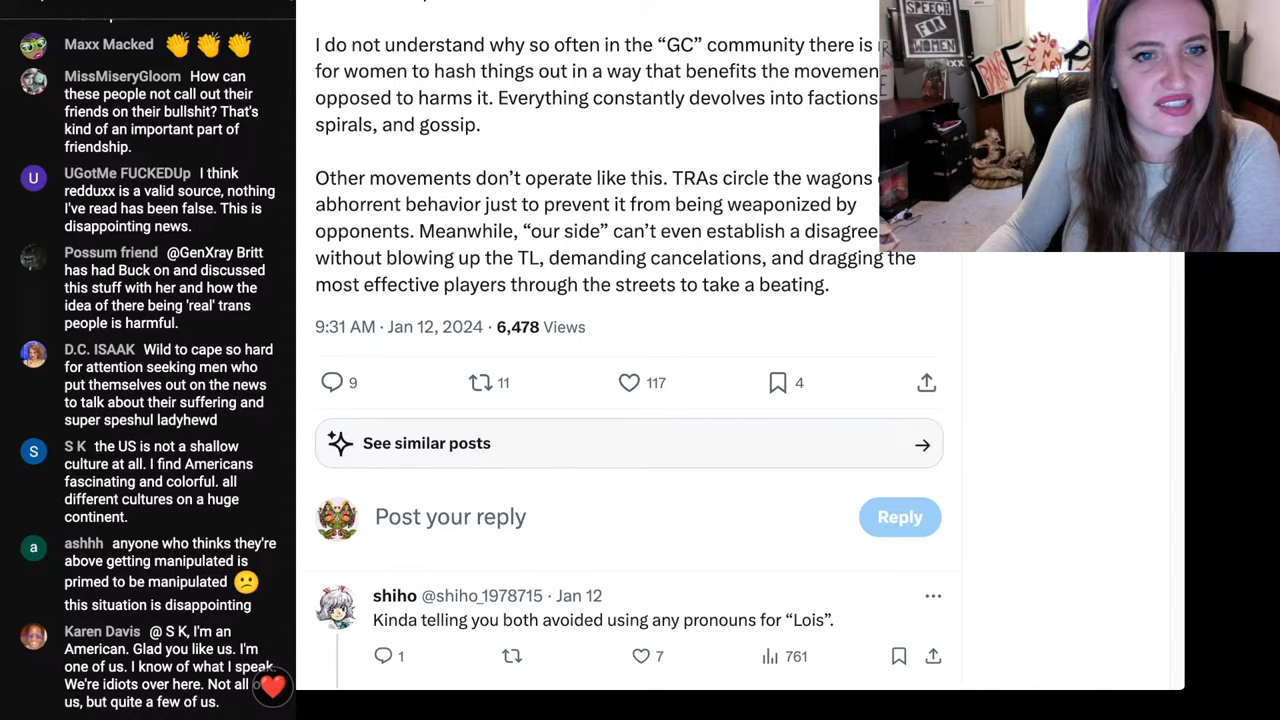 Maxx Macked 👏 👏 👏
MissMiseryGloom How can
these people not call out their
friends on their bullshit? That's
kind of an important part of
friendship.
U
UGotMe FUCKEDUp I think
redduxx is a valid source, nothing
I've read has been false. This is
disappointing news.
Possum friend @GenXray Britt
has had Buck on and discussed
this stuff with her and how the
idea of there being 'real' trans
people is harmful.
D.C. ISAAK Wild to cape so hard
for attention seeking men who
put themselves out on the news
to talk about their suffering and
super speshul ladyhewd
S
S K the US is not a shallow
culture at all. I find Americans
fascinating and colorful. all
different cultures on a huge
continent.
a
ashhh anyone who thinks they're
above getting manipulated is
primed to be manipulated 😕
this situation is disappointing
Karen Davis @ S K, I'm an
American. Glad you like us. I'm
one of us. I know of what I speak.
We're idiots over here. Not all
us, but quite a few of us.
I do not understand why so often in the “GC” community there is
for women to hash things out in a way that benefits the movemen
opposed to harms it. Everything constantly devolves into factions
spirals, and gossip.
Other movements don’t operate like this. TRAs circle the wagons
abhorrent behavior just to prevent it from being weaponized by
opponents. Meanwhile, “our side” can’t even establish a disagree
without blowing up the TL, demanding cancelations, and dragging the
most effective players through the streets to take a beating.
9:31 AM · Jan 12, 2024 · 6,478 Views
9 11 117 4
See similar posts
Post your reply
Reply
shiho @shiho_1978715 · Jan 12
Kinda telling you both avoided using any pronouns for “Lois”.
1 7 761
SPEECH
FOR
WOMEN